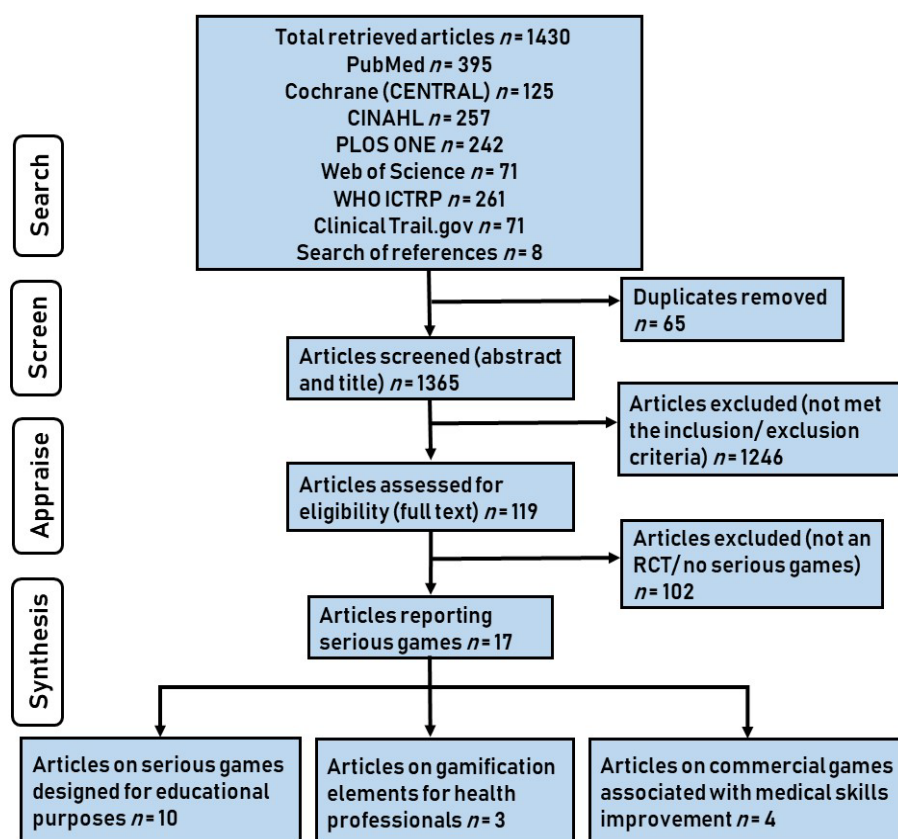 Total retrieved articles n= 1430
PubMed n= 395
Cochrane (CENTRAL) n= 125
CINAHL n= 257
PLOS ONE n= 242
Web of Science n= 71
WHO ICTRP n= 261
Clinical Trail.gov n= 71
Search of references n= 8
Search
Duplicates removed
n= 65
Screen
Articles screened (abstract
and title) n= 1365
Articles excluded (not met
the inclusion/ exclusion
criteria) n= 1246
Appraise
Articles assessed for
eligibility (full text) n= 119
Articles excluded (not an
RCT/ no serious games)
n= 102
Synthesis
Articles reporting
serious games n= 17
Articles on serious games
designed for educational
purposes n= 10
Articles on gamification
elements for health
professionals n= 3
Articles on commercial games
associated with medical skills
improvement n= 4